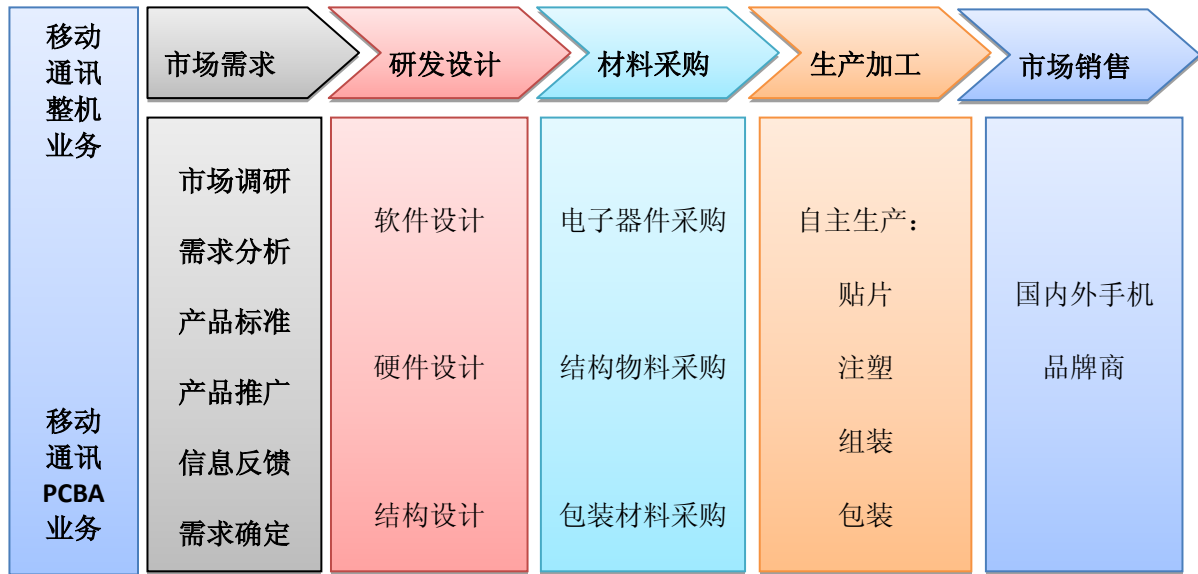 移动
通讯
整机
业务
移动
通讯
PCBA
业务
市场需求
研发设计
材料采购
生产加工
市场销售
市场调研
需求分析
产品标准
产品推广
信息反馈
需求确定
软件设计
硬件设计
结构设计
电子器件采购
结构物料采购
包装材料采购
自主生产：
贴片
注塑
组装
包装
国内外手机
品牌商